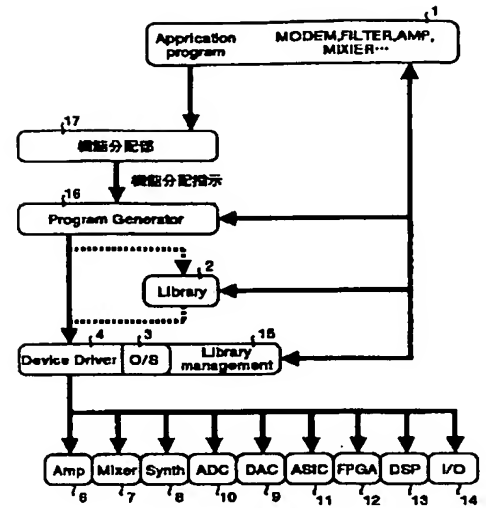 1
Apprication program
MODEM,FILTER,AMP,
MIXIER…
17
機能分配部
機能分配指示
16
Program Generator
2
Library
4
3
15
Device Driver
O/S
Library management
Amp
Mixer
Synth
ADC
DAC
ASIC
FPGA
DSP
I/O
6
7
8
10
9
11
12
13
14